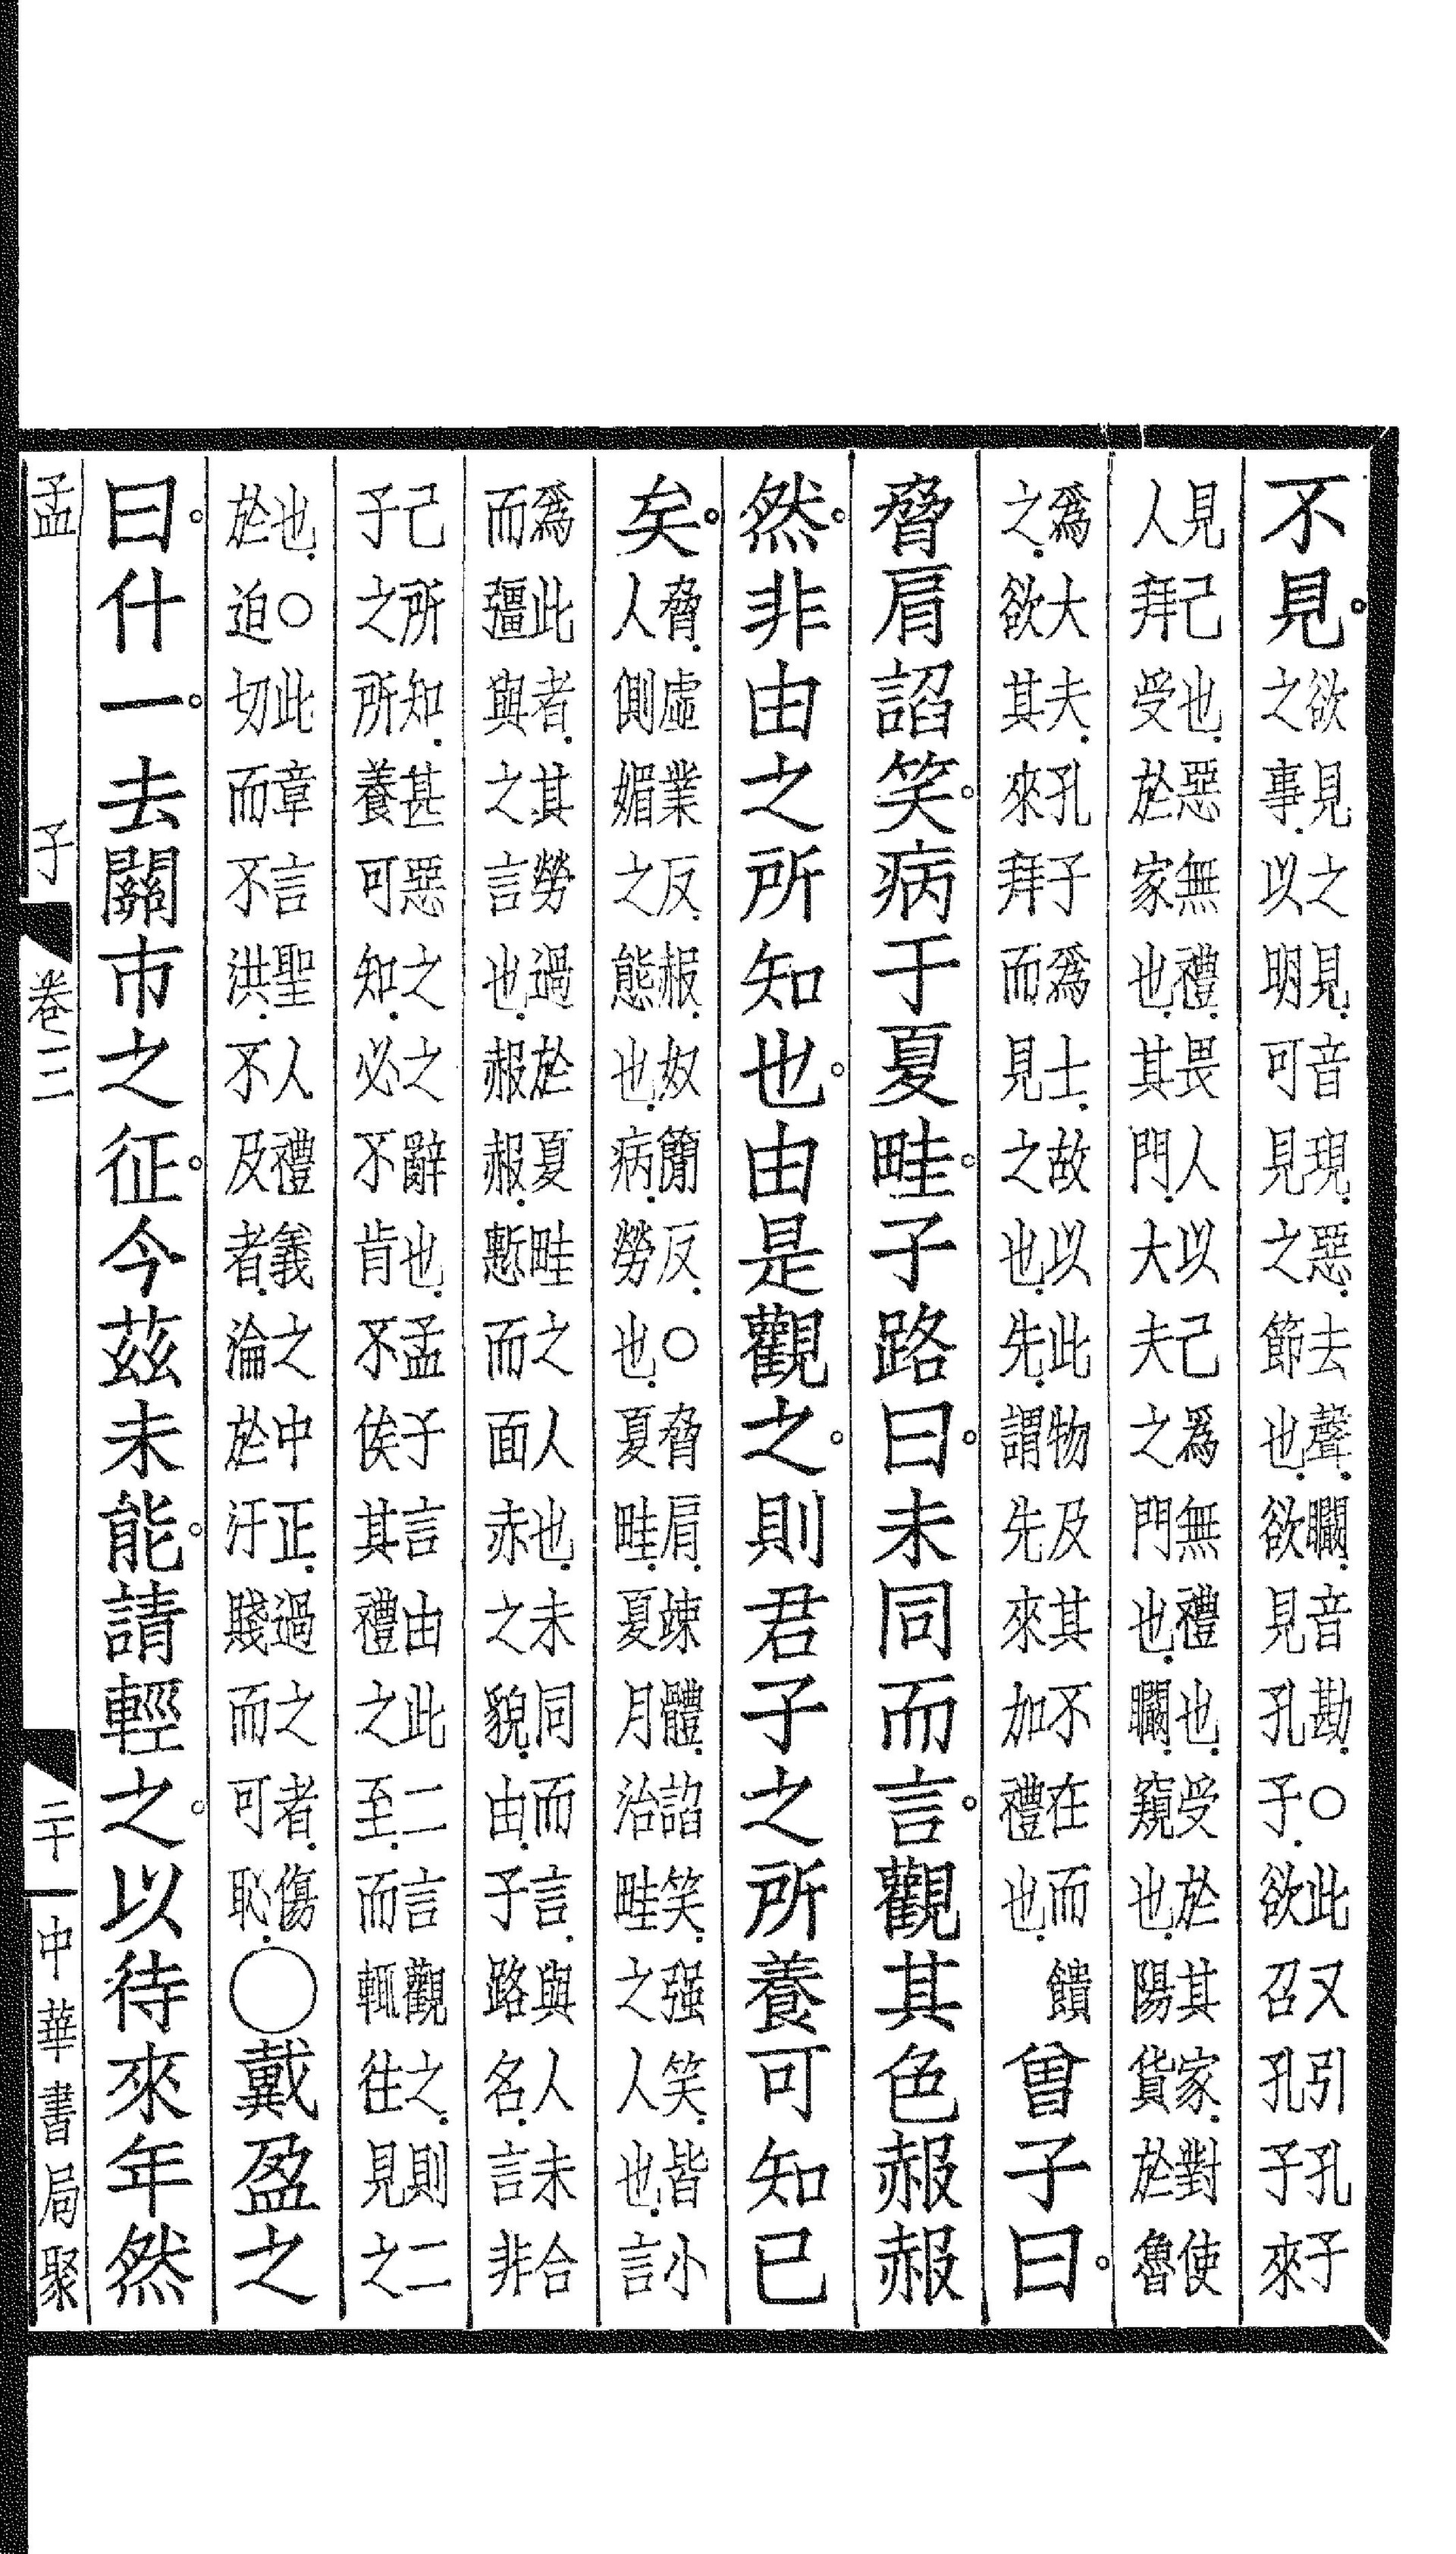 不見。欲見之見.音現.惡.去聲.矙.音勘.○此又引孔子
之事.以明可見之節也.欲見孔子.欲召孔子來
見己也.惡無禮.畏人以己爲無禮也.受於其家.對使
人拜受於家也.其門.大夫之門也.矙.窺也.陽貨於魯
爲大夫.孔子爲士.故以此物及其不在而饋
之.欲其來拜而見之也.先.謂先來加禮也.曾子曰。
脅肩諂笑。病于夏畦。子路曰。未同而言。觀其色赧赧
然。非由之所知也。由是觀之。則君子之所養可知已
矣。脅.虛業反.赧.奴簡反.○脅肩.竦體.諂笑.强笑.皆小
人側媚之態也.病.勞也.夏畦.夏月治畦之人也.言
爲此者.其勞過於夏畦之人也.未同而言.與人未合
而彊與之言也.赧赧.慙而面赤之貌.由.子路名.言非
己所知.甚惡之之辭也.孟子言由此二言觀之.則二
子之所養可知.必不肯不俟其禮之至.而輒往見之
也.○此章言聖人禮義之中正.過之者.傷
於迫切而不洪.不及者.淪於汙賤而可恥.○戴盈之
曰。什一。去關市之征。今茲未能。請輕之。以待來年然
孟子 卷三 二十 中華書局聚